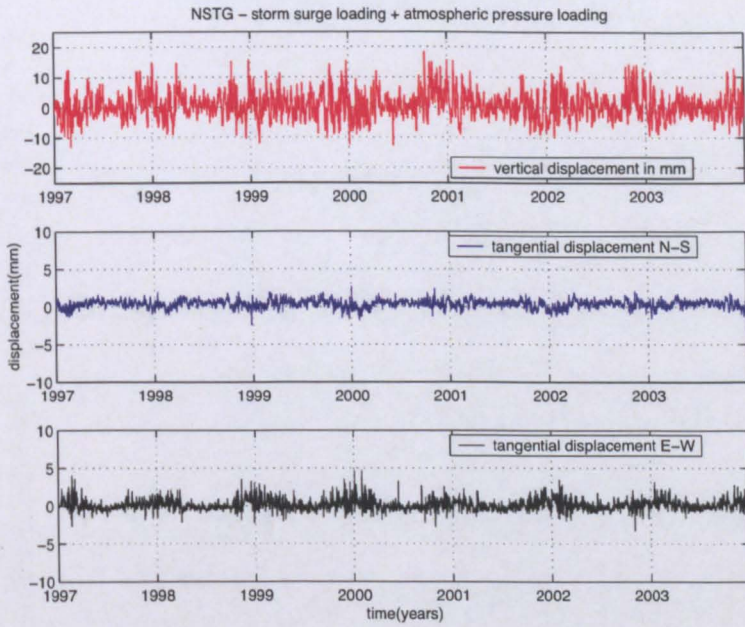 NSTG − storm surge loading + atmospheric pressure loading
20
10
0
−10
−20
vertical displacement in mm
1997 1998 1999 2000 2001 2002 2003
10
5
0
−5
−10
displacement(mm)
tangential displacement N−S
1997 1998 1999 2000 2001 2002 2003
10
5
0
−5
−10
tangential displacement E−W
1997 1998 1999 2000 2001 2002 2003
time(years)